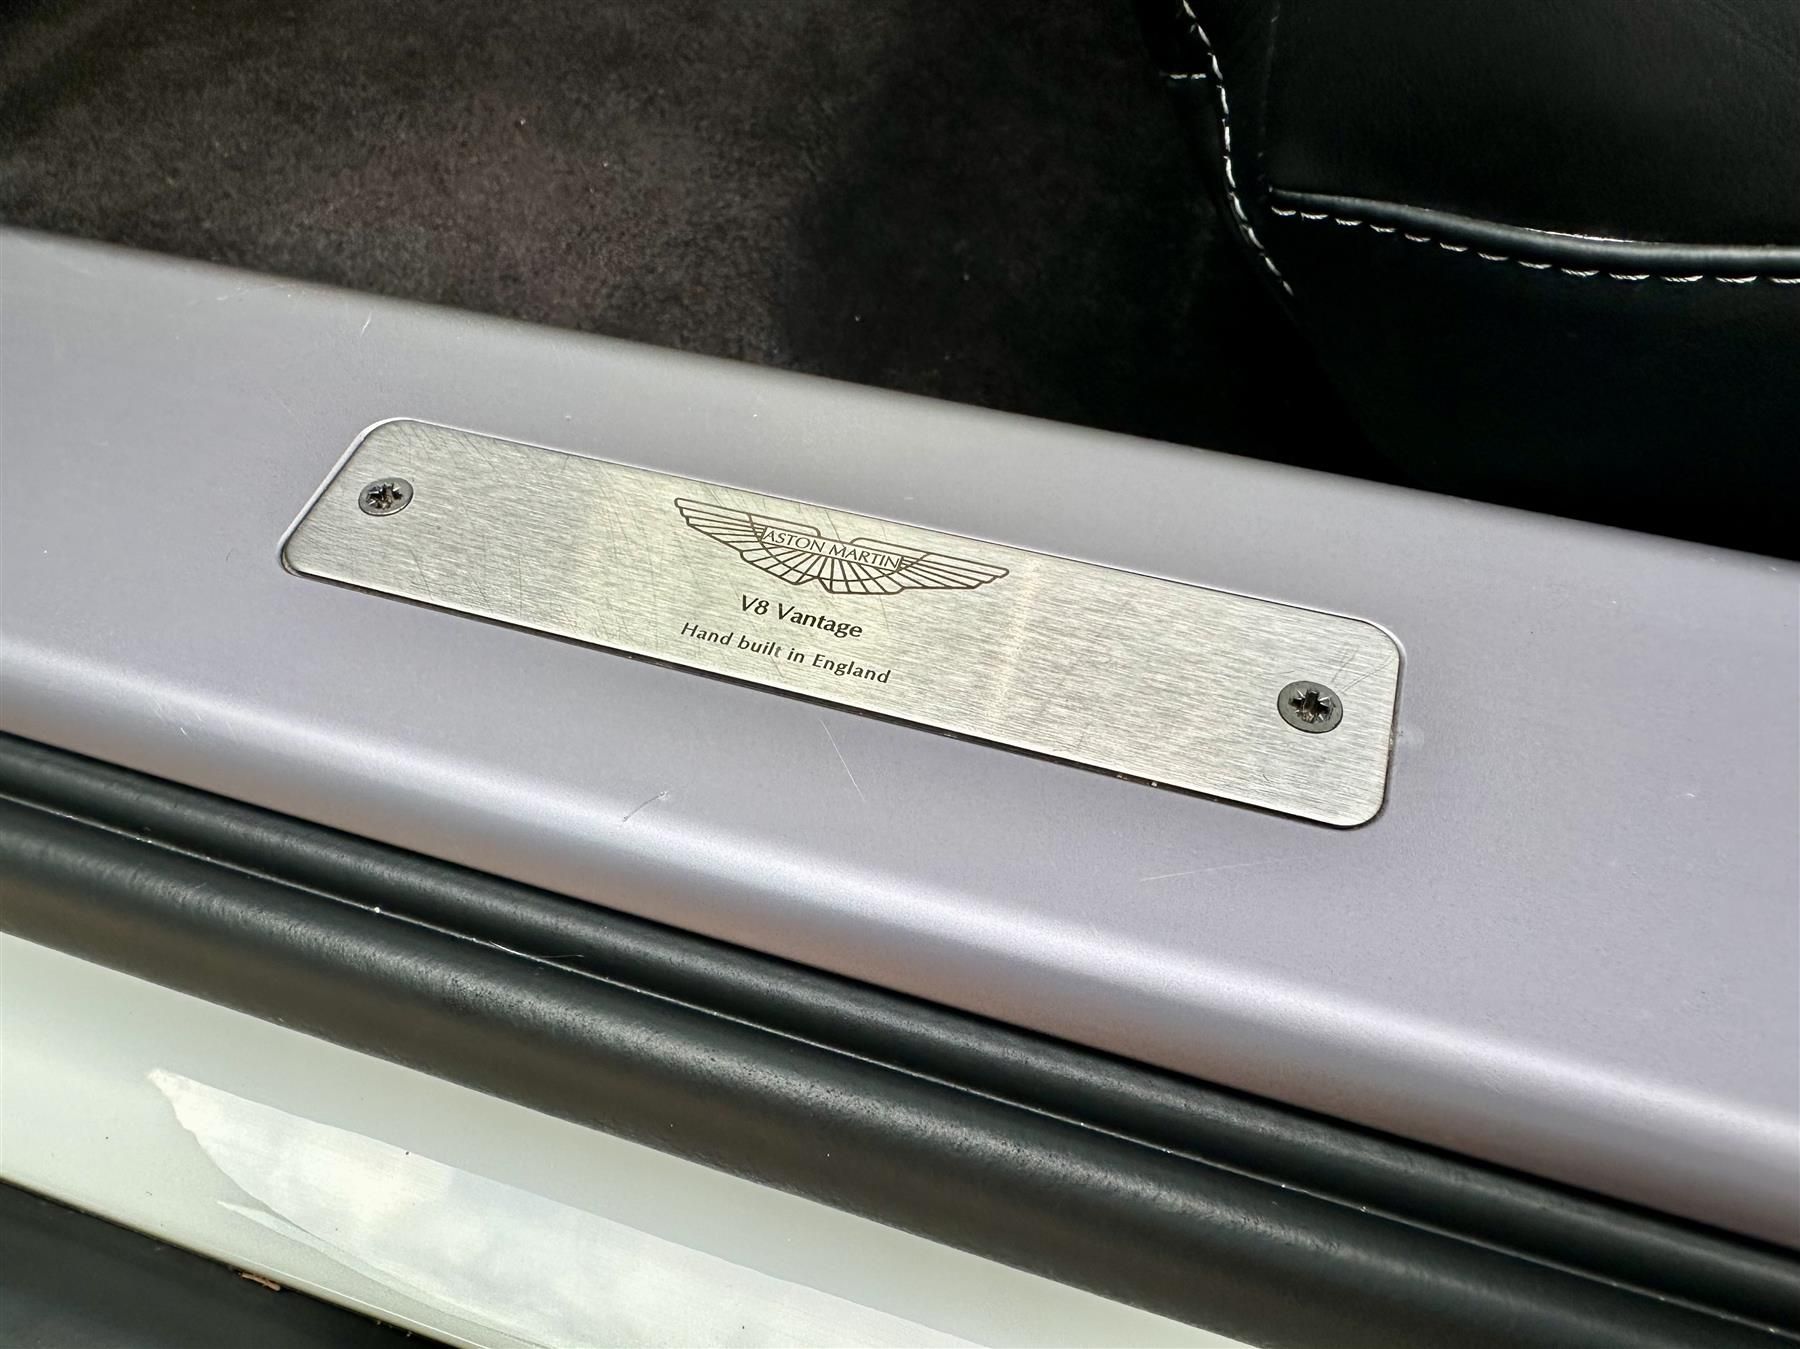 ASTON MARTIN
V8 Vantage
Hand built in England